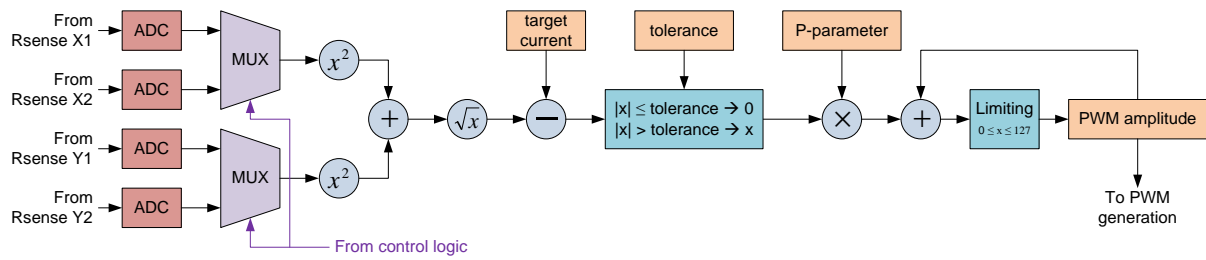 From
Rsense X1
ADC
From
Rsense X2
ADC
MUX
x²
From
Rsense Y1
ADC
From
Rsense Y2
ADC
MUX
x²
From control logic
+
√x
target
current
−
tolerance
|x| ≤ tolerance → 0
|x| > tolerance → x
P-parameter
×
+
Limiting
0 ≤ x ≤ 127
PWM amplitude
To PWM
generation